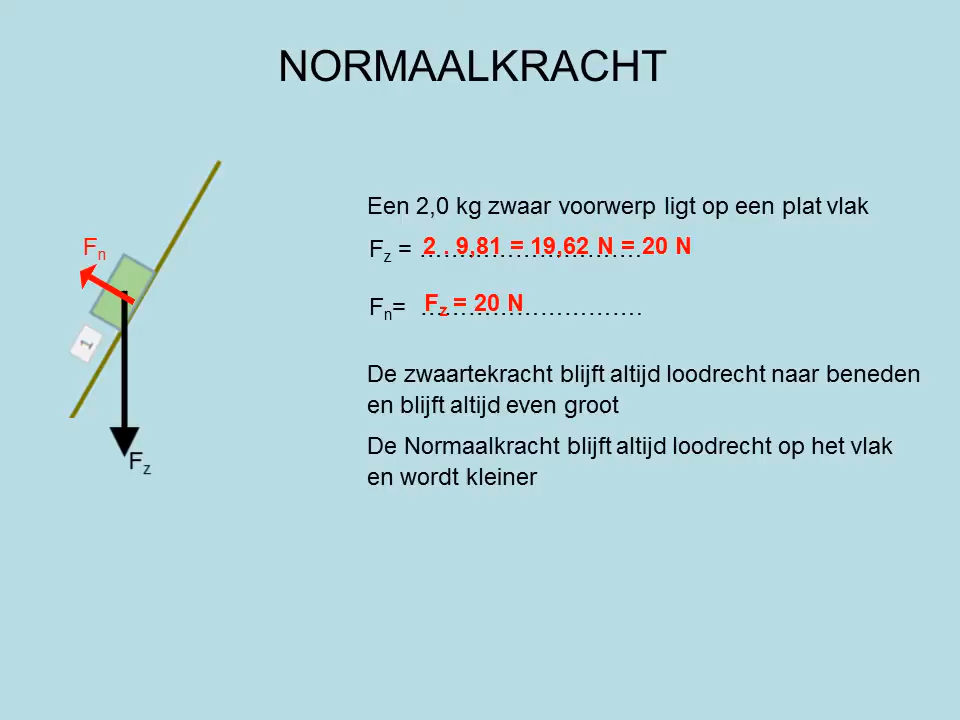 NORMAALKRACHT
Een 2,0 kg zwaar voorwerp ligt op een plat vlak
Fn
Fz = ............................ 2 . 9,81 = 19,62 N = 20 N
Fn= ............................ Fz = 20 N
1
De zwaartekracht blijft altijd loodrecht naar beneden
en blijft altijd even groot
De Normaalkracht blijft altijd loodrecht op het vlak
Fz
en wordt kleiner